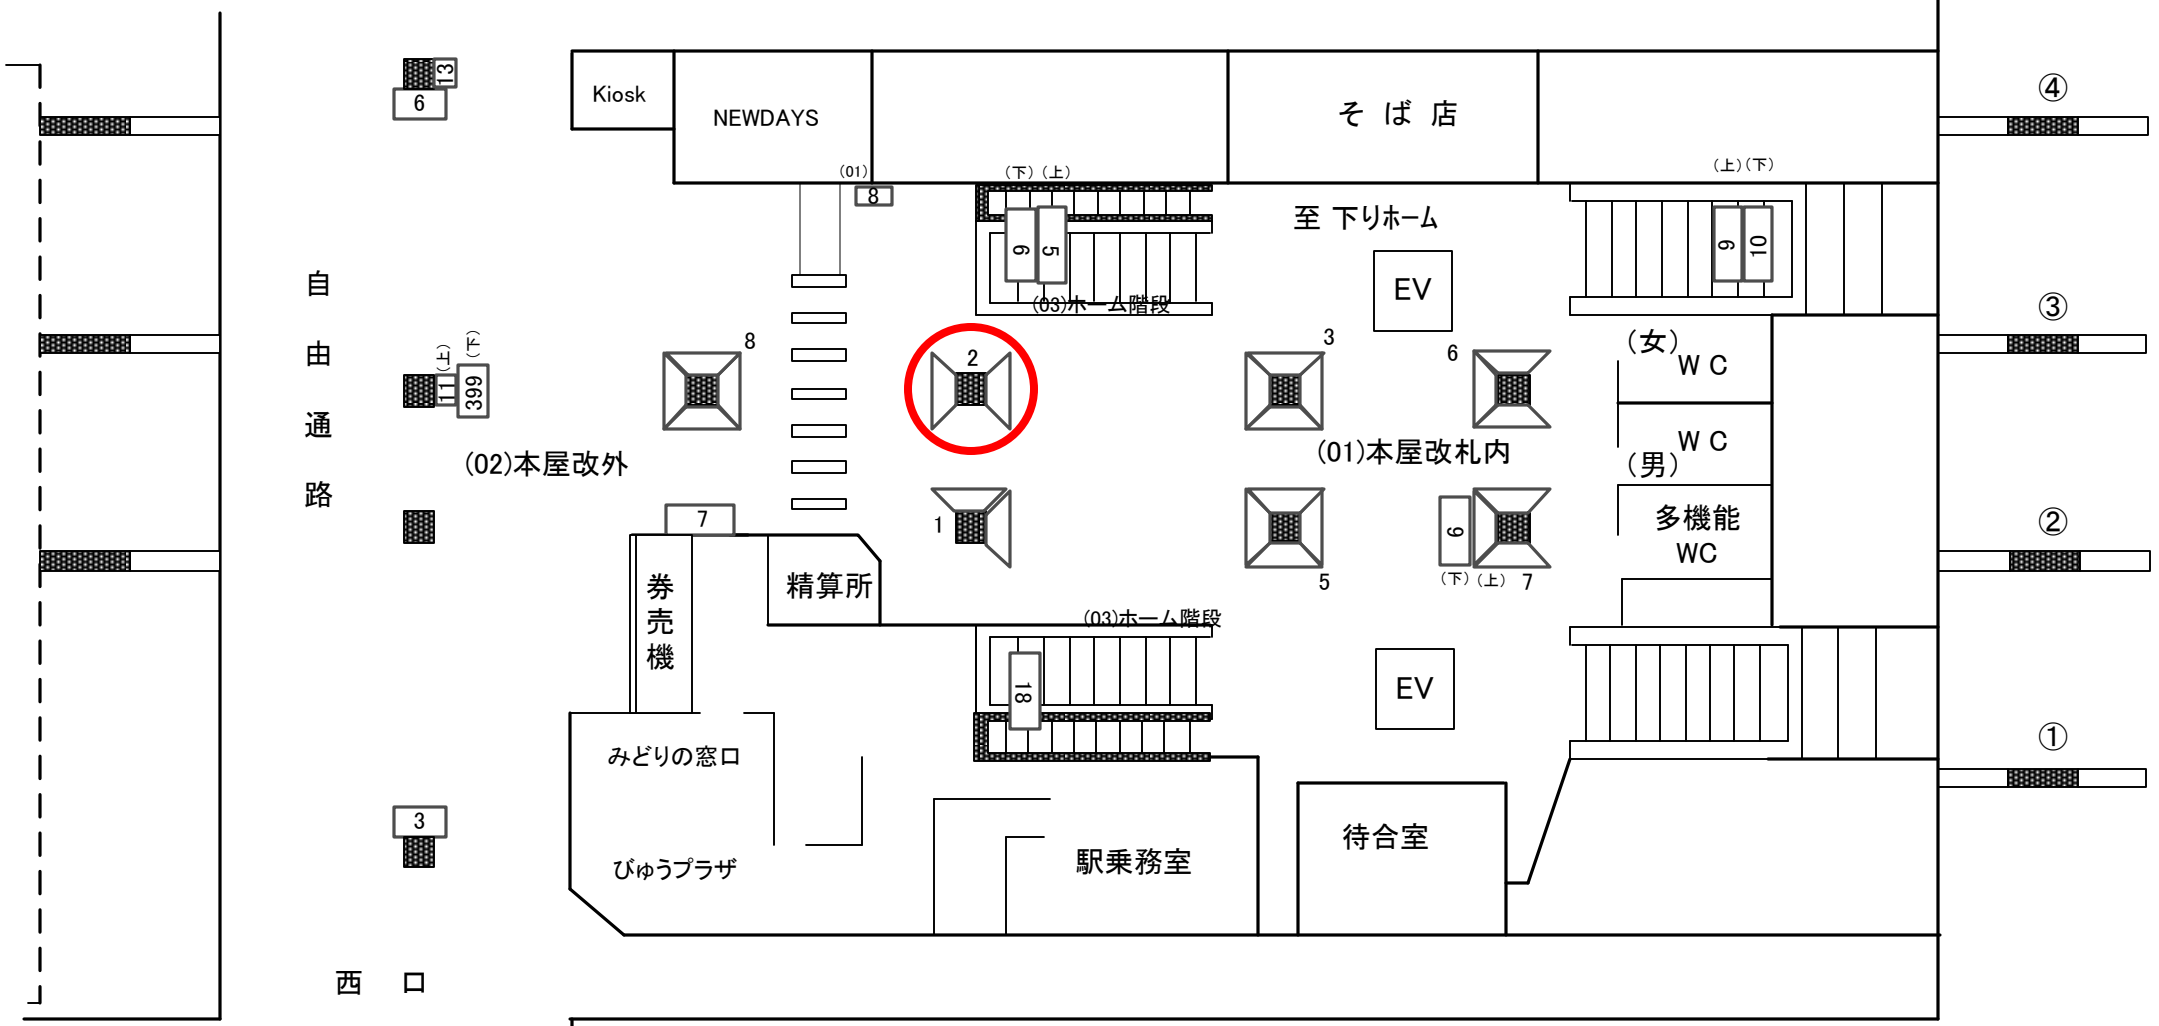 13
6
Kiosk
NEWDAYS
そ ば 店
④
(01)
8
(下)(上)
(上)(下)
6
5
至 下りホーム
9
10
EV
(03)ホーム階段
③
自由通路
(上)
(下)
11
399
8
2
3
6
(女)
W C
(02)本屋改外
(01)本屋改札内
W C
(男)
7
1
5
9
(下)(上)
7
多機能
WC
②
券売機
精算所
(03)ホーム階段
18
EV
①
みどりの窓口
3
びゅうプラザ
駅乗務室
待合室
西 口